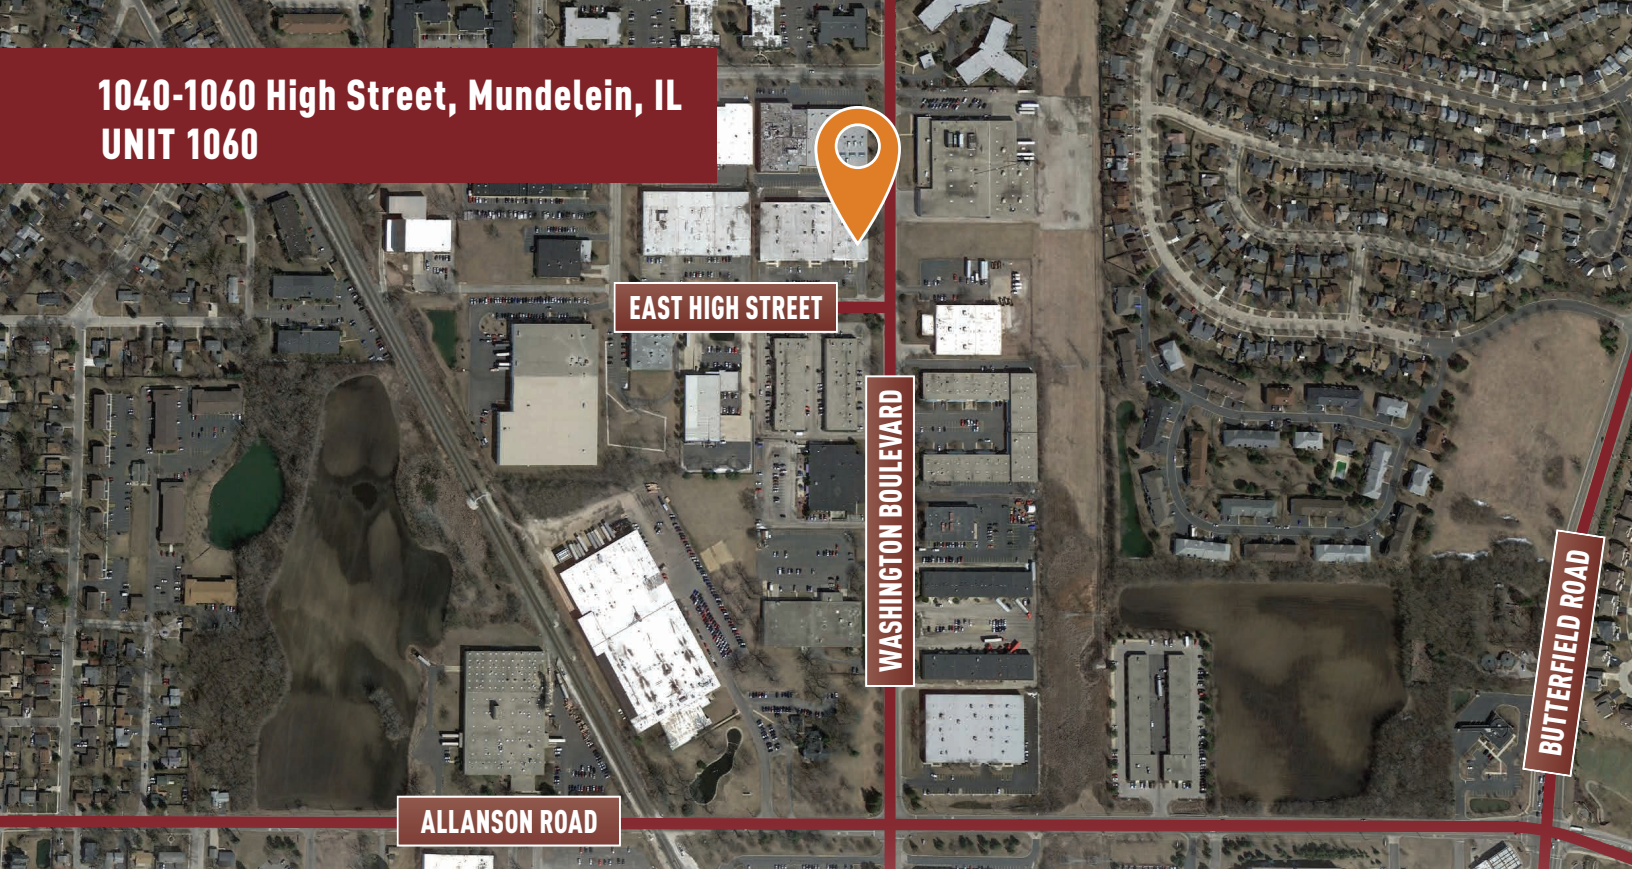 1040-1060 High Street, Mundelein, IL
UNIT 1060
EAST HIGH STREET
WASHINGTON BOULEVARD
BUTTERFIELD ROAD
ALLANSON ROAD